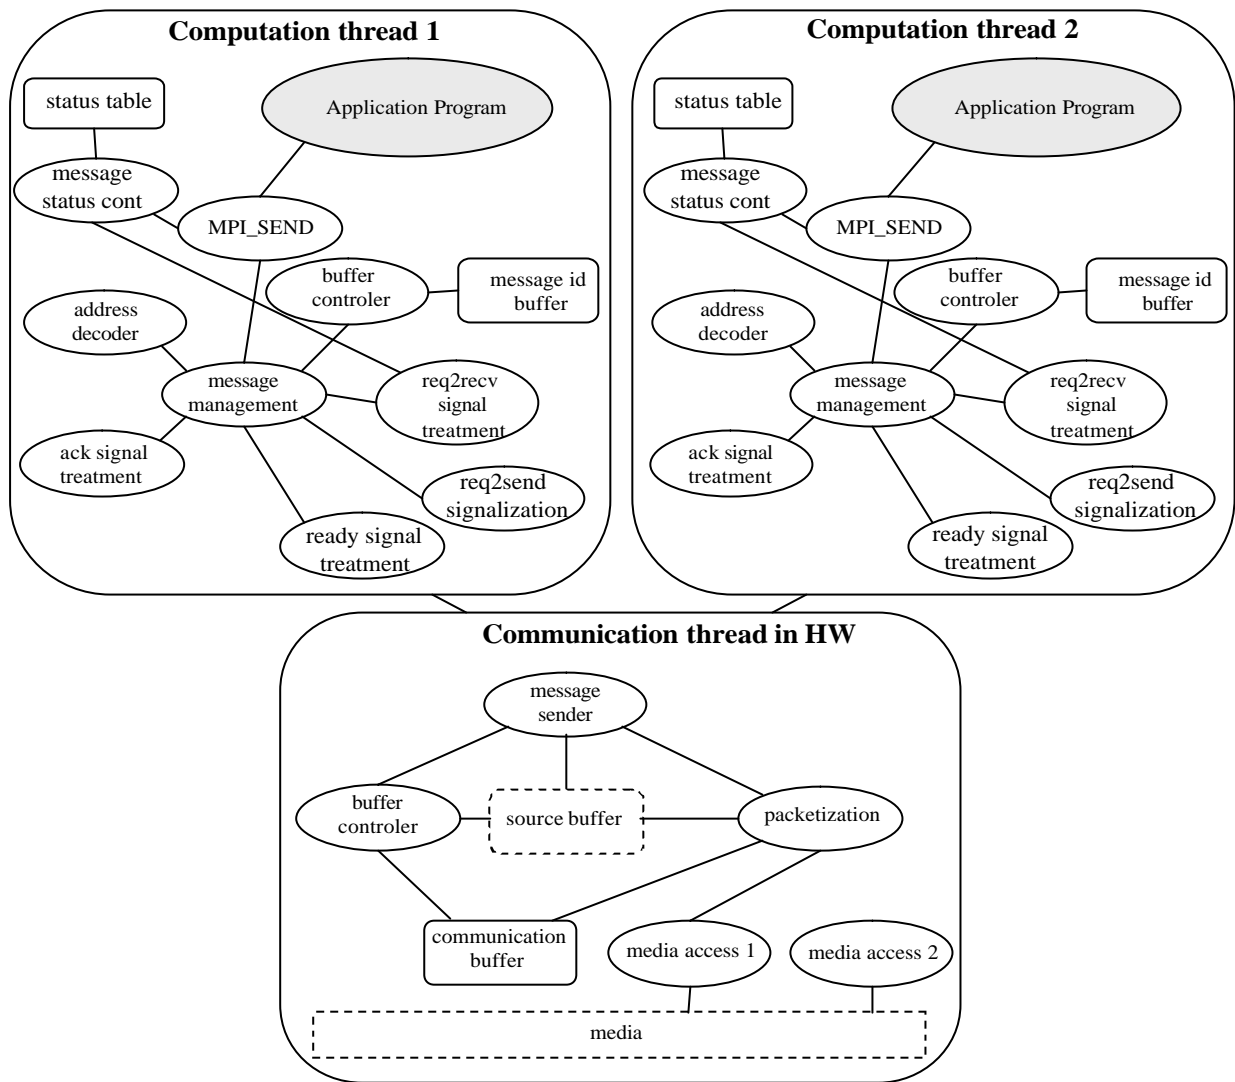 Computation thread 1
status table
Application Program
message
status cont
MPI_SEND
buffer
controler
message id
buffer
address
decoder
message
management
req2recv
signal
treatment
ack signal
treatment
req2send
signalization
ready signal
treatment
Computation thread 2
status table
Application Program
message
status cont
MPI_SEND
buffer
controler
message id
buffer
address
decoder
message
management
req2recv
signal
treatment
ack signal
treatment
req2send
signalization
ready signal
treatment
Communication thread in HW
message
sender
buffer
controler
source buffer
packetization
communication
buffer
media access 1
media access 2
media